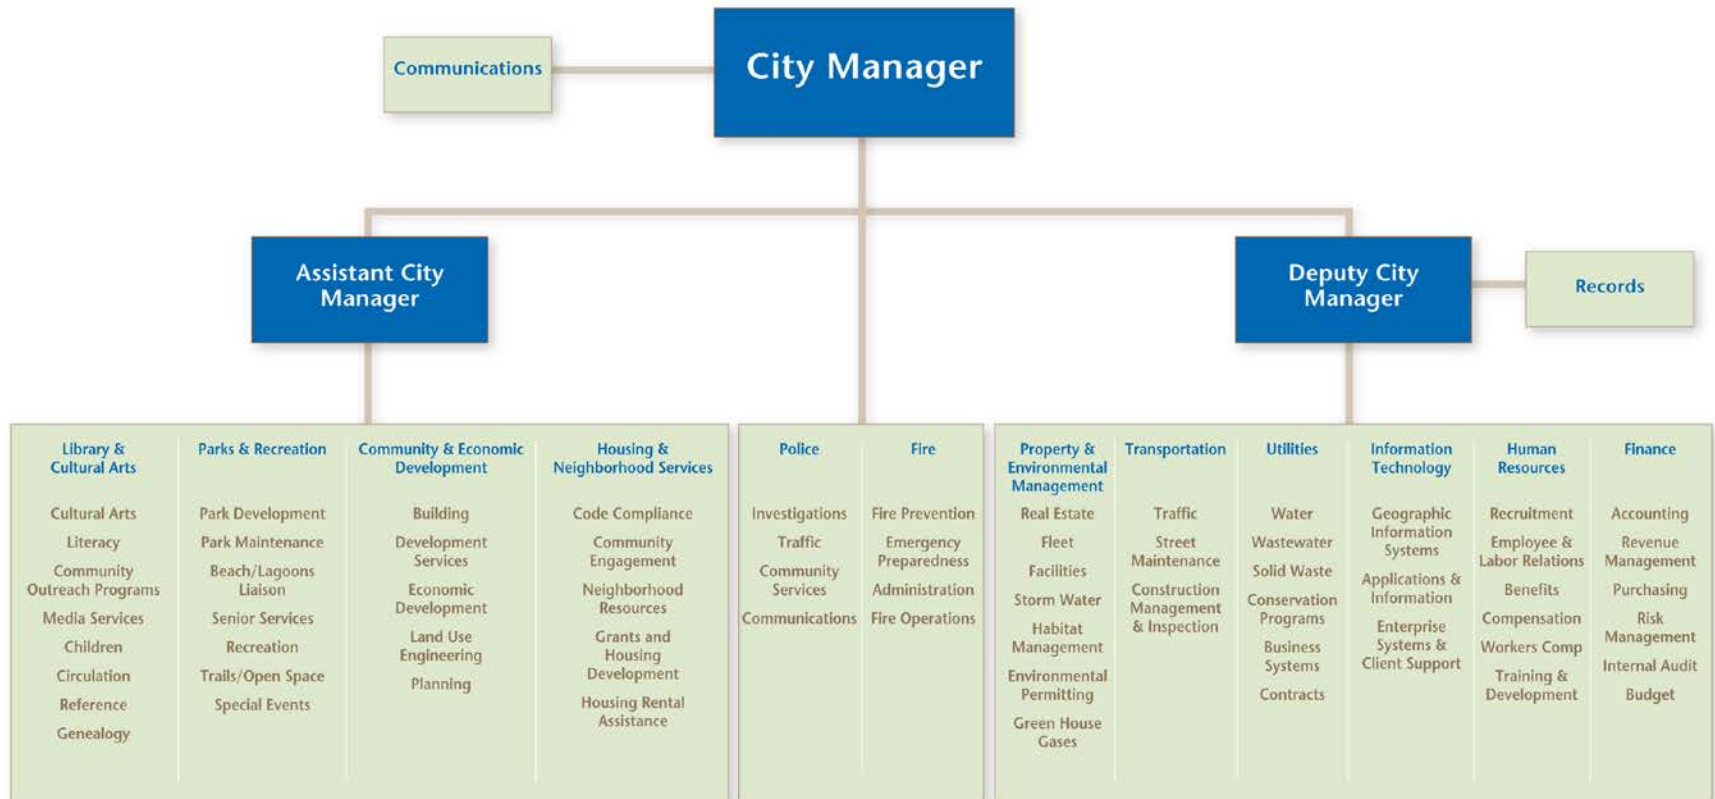 Communications
City Manager
Assistant City
Manager
Deputy City
Manager
Records
Library &
Cultural Arts
Cultural Arts
Literacy
Community
Outreach Programs
Media Services
Children
Circulation
Reference
Genealogy
Parks & Recreation
Park Development
Park Maintenance
Beach/Lagoons
Liaison
Senior Services
Recreation
Trails/Open Space
Special Events
Community & Economic
Development
Building
Development
Services
Economic
Development
Land Use
Engineering
Planning
Housing &
Neighborhood Services
Code Compliance
Community
Engagement
Neighborhood
Resources
Grants and
Housing
Development
Housing Rental
Assistance
Police
Investigations
Traffic
Community
Services
Communications
Fire
Fire Prevention
Emergency
Preparedness
Administration
Fire Operations
Property &
Environmental
Management
Real Estate
Fleet
Facilities
Storm Water
Habitat
Management
Environmental
Permitting
Green House
Gases
Transportation
Traffic
Street
Maintenance
Construction
Management
& Inspection
Utilities
Water
Wastewater
Solid Waste
Conservation
Programs
Business
Systems
Contracts
Information
Technology
Geographic
Information
Systems
Applications &
Information
Enterprise
Systems &
Client Support
Human
Resources
Recruitment
Employee &
Labor Relations
Benefits
Compensation
Workers Comp
Training &
Development
Finance
Accounting
Revenue
Management
Purchasing
Risk
Management
Internal Audit
Budget